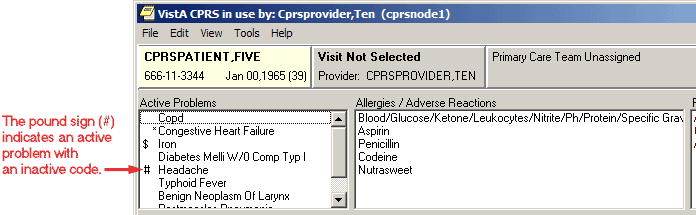 VistA CPRS in use by: Cprsprovider,Ten (cprsnode1)
File Edit View Tools Help
CPRSPATIENT,FIVE
666-11-3344 Jan 00,1965 (39)
Visit Not Selected
Provider: CPRSPROVIDER,TEN
Primary Care Team Unassigned
The pound sign (#)
indicates an active
problem with
an inactive code.
Active Problems
Copd
*Congestive Heart Failure
$ Iron
Diabetes Melli W/0 Comp Typ I
# Headache
Typhoid Fever
Benign Neoplasm Of Larynx
Allergies / Adverse Reactions
Blood/Glucose/Ketone/Leukocytes/Nitrite/Ph/Protein/Specific Grav
Aspirin
Penicillin
Codeine
Nutrasweet